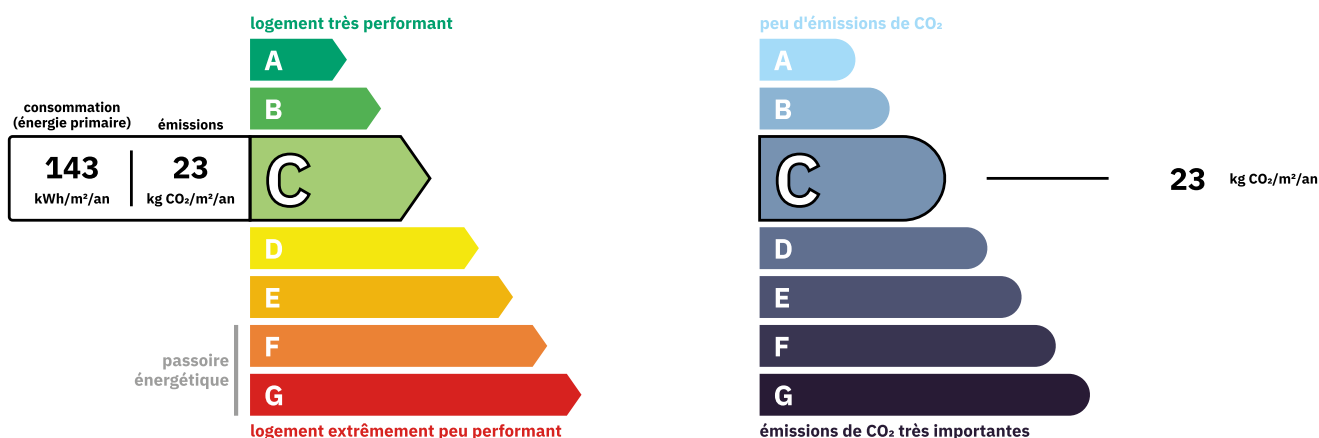 logement très performant
A
B
consommation
(énergie primaire)
émissions
143
kWh/m²/an
23
kg CO₂/m²/an
C
D
E
F
G
passoire
énergétique
logement extrêmement peu performant
peu d'émissions de CO₂
A
B
C
23
kg CO₂/m²/an
D
E
F
G
émissions de CO₂ très importantes